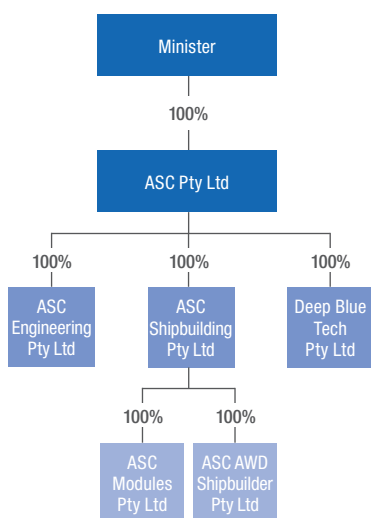 Minister
100%
ASC Pty Ltd
100%
100%
100%
ASC
Engineering
Pty Ltd
ASC
Shipbuilding
Pty Ltd
Deep Blue
Tech
Pty Ltd
100%
100%
ASC
Modules
Pty Ltd
ASC AWD
Shipbuilder
Pty Ltd